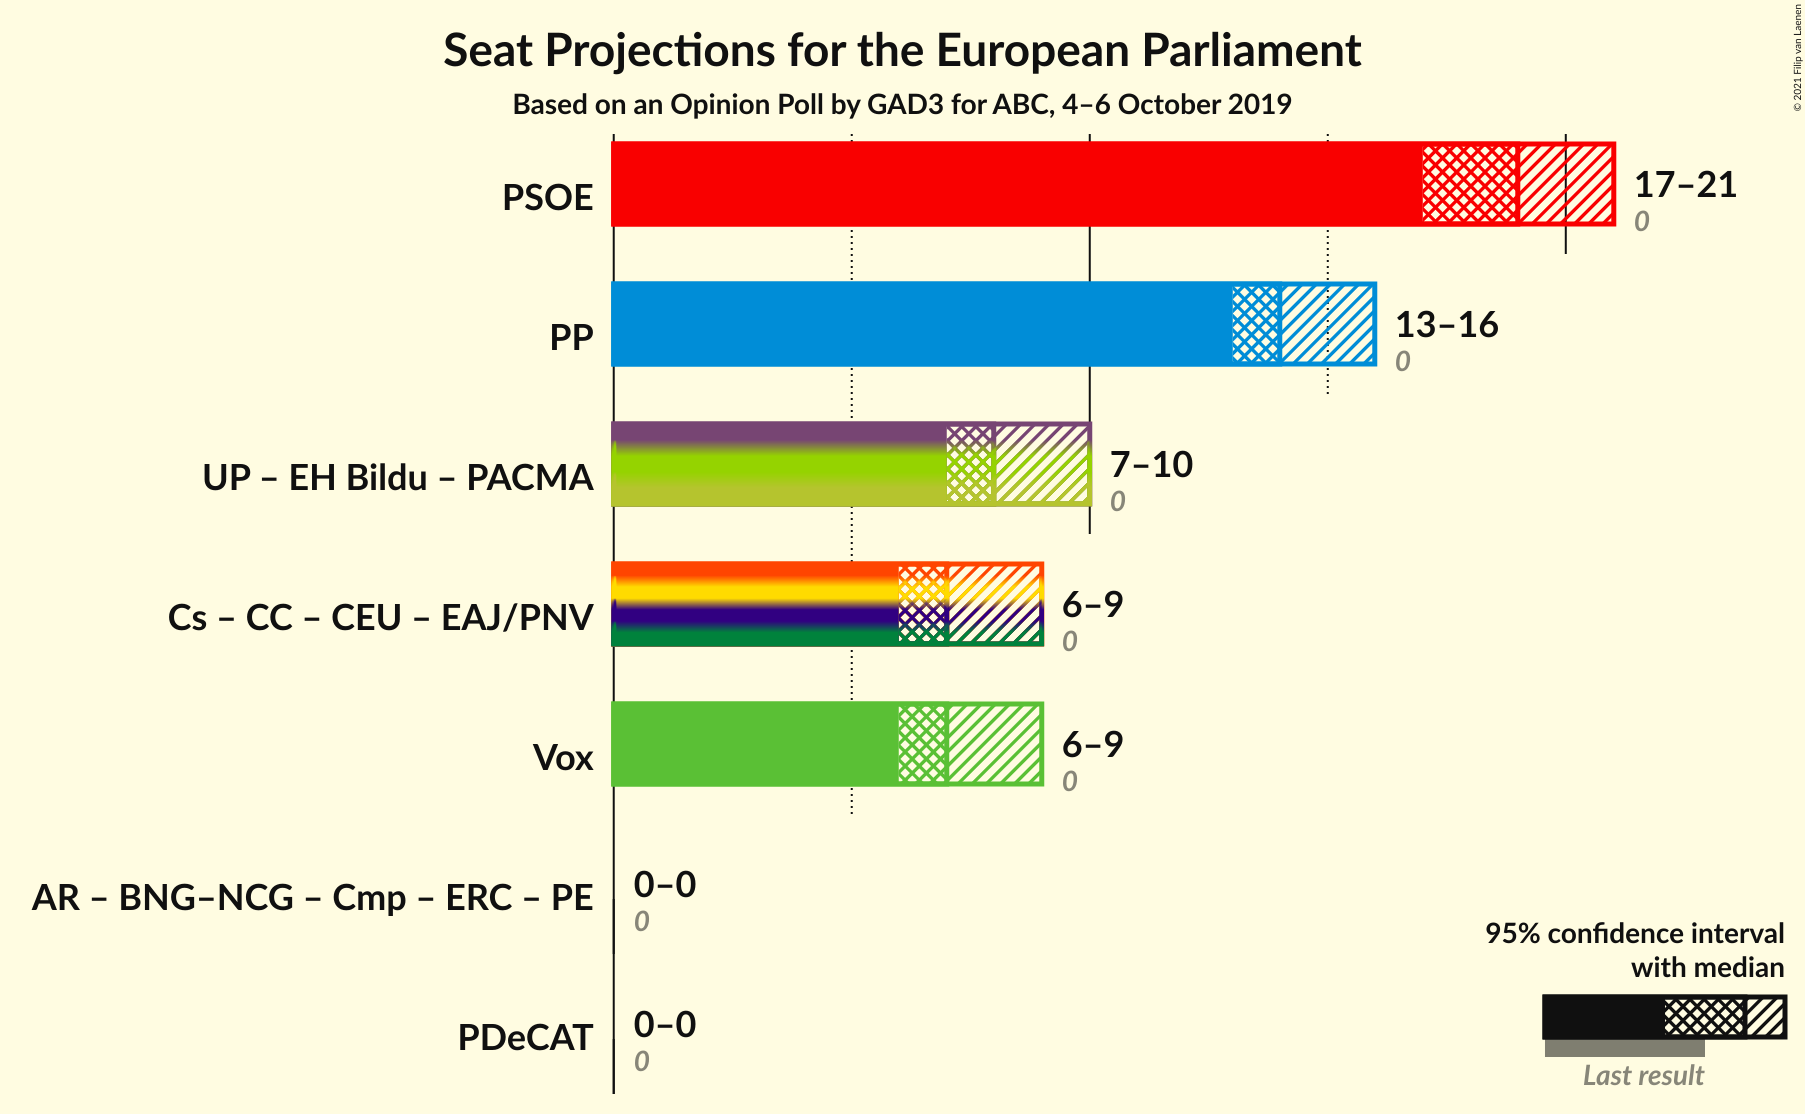 Seat Projections for the European Parliament
Based on an Opinion Poll by GAD3 for ABC, 4–6 October 2019
© 2021 Filip van Laenen
PSOE
17–21
0
PP
13–16
0
UP – EH Bildu – PACMA
7–10
0
Cs – CC – CEU – EAJ/PNV
6–9
0
Vox
6–9
0
AR – BNG–NCG – Cmp – ERC – PE
0–0
0
PDeCAT
0–0
0
95% confidence interval
with median
Last result